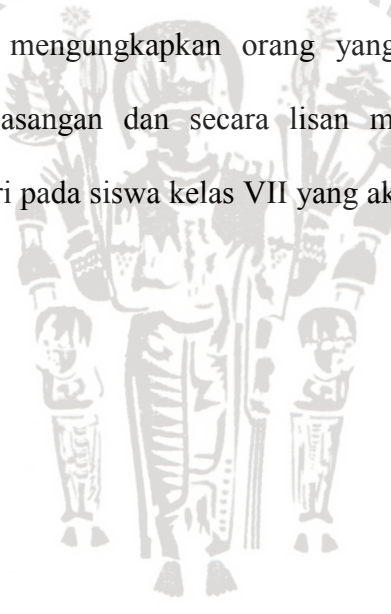 mengungkapkan orang yang
asangan dan secara lisan m
ri pada siswa kelas VII yang ak